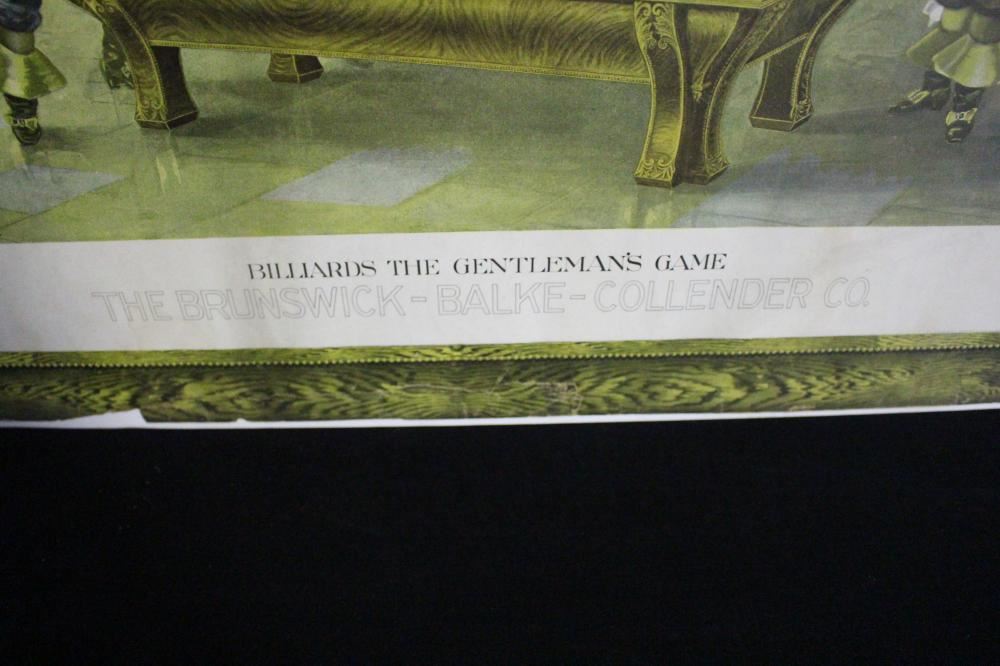 BILLIARDS THE GENTLEMAN'S GAME
THE BRUNSWICK - BALKE - COLLENDER CO.